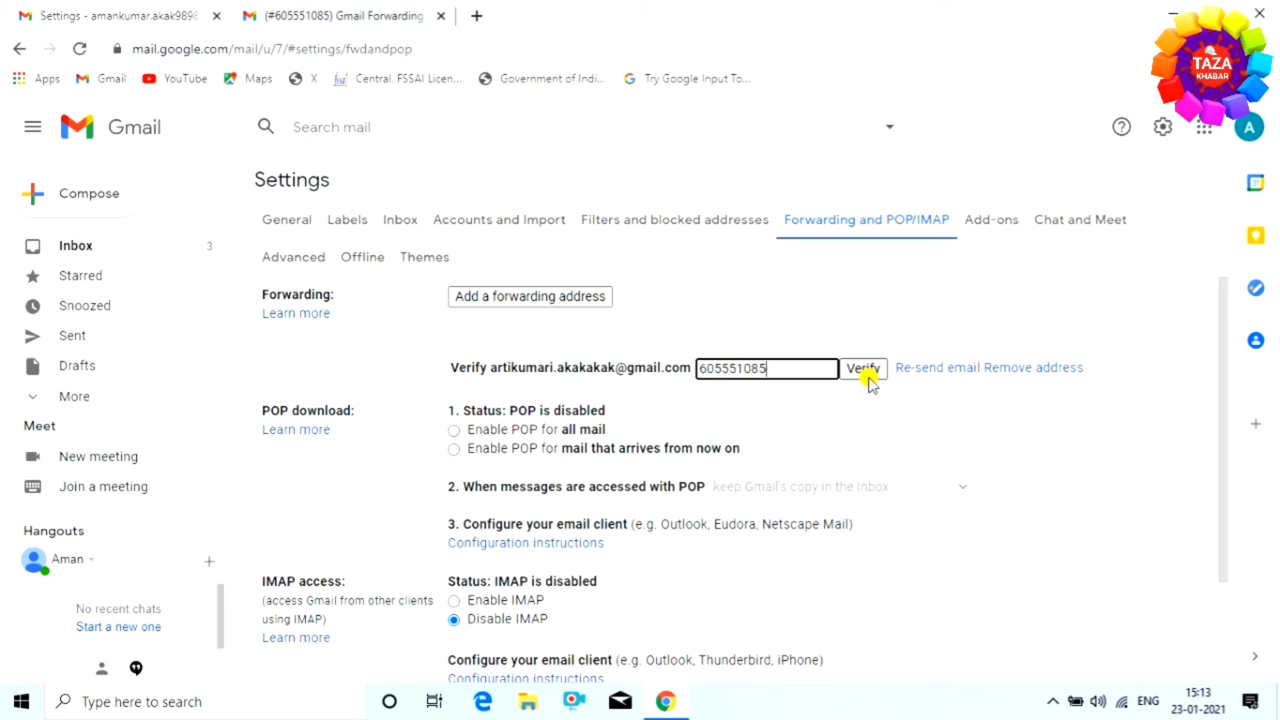 Settings - amankumar.akak9898
(#605551085) Gmail Forwarding
mail.google.com/mail/u/7/#settings/fwdandpop
Apps Gmail YouTube Maps X Central. FSSAI Licen... Government of Indi... Try Google Input To...
TAZA
KHABAR
Gmail
Search mail
A
Compose
Inbox 3
Starred
Snoozed
Sent
Drafts
More
Meet
New meeting
Join a meeting
Hangouts
Aman
No recent chats
Start a new one
Settings
General Labels Inbox Accounts and Import Filters and blocked addresses Forwarding and POP/IMAP Add-ons Chat and Meet
Advanced Offline Themes
Forwarding:
Learn more
Add a forwarding address
Verify artikumari.akakakak@gmail.com 605551085 Verify Re-send email Remove address
POP download:
Learn more
1. Status: POP is disabled
Enable POP for all mail
Enable POP for mail that arrives from now on
2. When messages are accessed with POP keep Gmail's copy in the Inbox
3. Configure your email client (e.g. Outlook, Eudora, Netscape Mail)
Configuration instructions
IMAP access:
(access Gmail from other clients
using IMAP)
Learn more
Status: IMAP is disabled
Enable IMAP
Disable IMAP
Configure your email client (e.g. Outlook, Thunderbird, iPhone)
Configuration instructions
Type here to search
ENG
15:13
23-01-2021